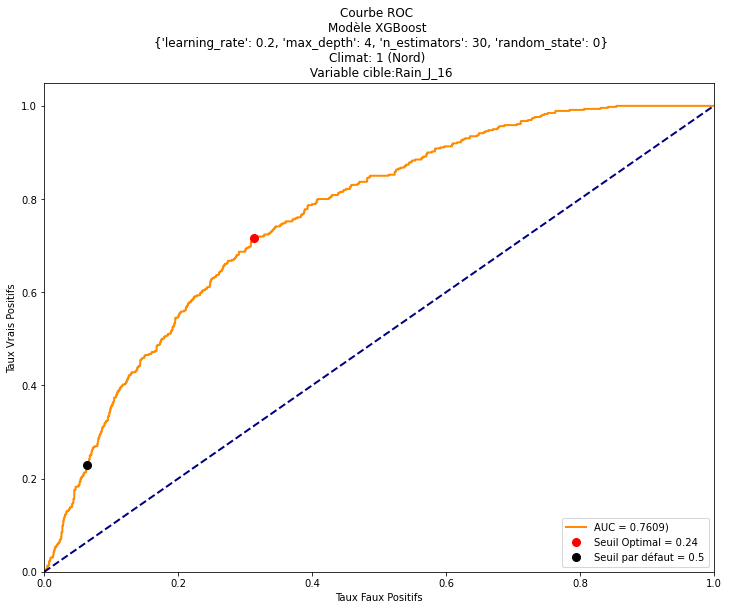 Courbe ROC
Modèle XGBoost
{'learning_rate': 0.2, 'max_depth': 4, 'n_estimators': 30, 'random_state': 0}
Climat: 1 (Nord)
Variable cible:Rain_J_16
Taux Vrais Positifs
1.0
0.8
0.6
0.4
0.2
0.0
0.0 0.2 0.4 0.6 0.8 1.0
Taux Faux Positifs
AUC = 0.7609)
Seuil Optimal = 0.24
Seuil par défaut = 0.5